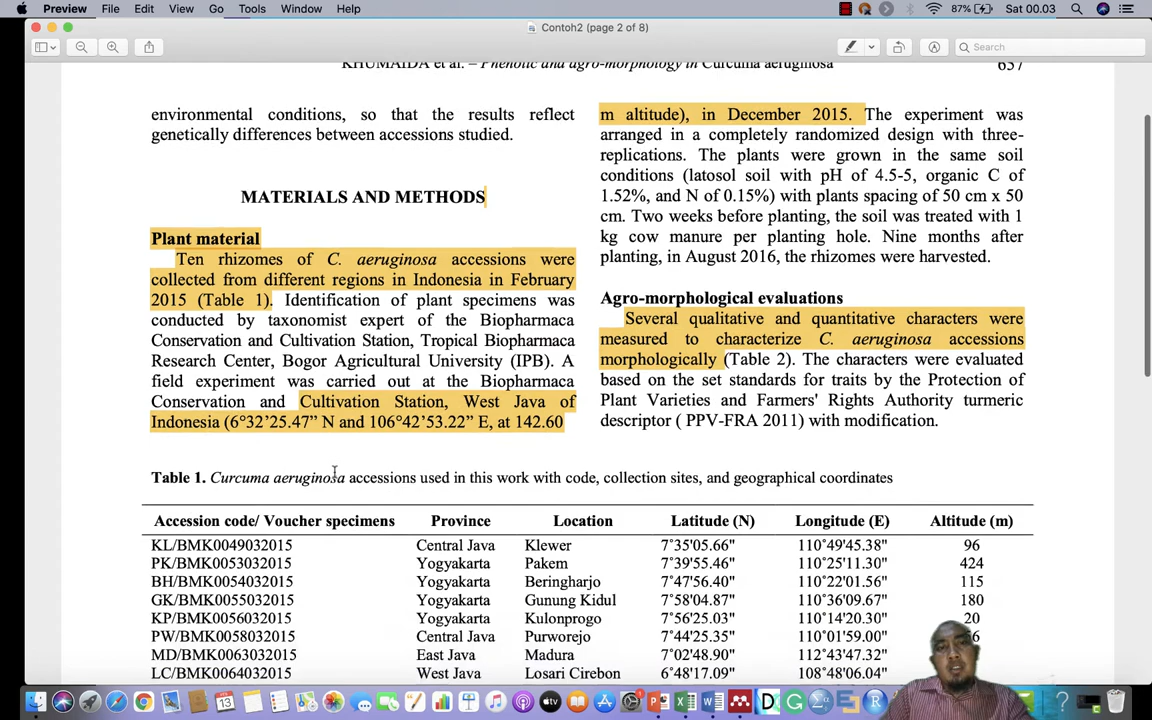 Preview File Edit View Go Tools Window Help
87% Sat 00.03
Contoh2 (page 2 of 8)
Search
KHUMAIDA et al. – Phenotic and agro-morphology in Curcuma aeruginosa 657
environmental conditions, so that the results reflect
genetically differences between accessions studied.
MATERIALS AND METHODS
Plant material
Ten rhizomes of C. aeruginosa accessions were
collected from different regions in Indonesia in February
2015 (Table 1). Identification of plant specimens was
conducted by taxonomist expert of the Biopharmaca
Conservation and Cultivation Station, Tropical Biopharmaca
Research Center, Bogor Agricultural University (IPB). A
field experiment was carried out at the Biopharmaca
Conservation and Cultivation Station, West Java of
Indonesia (6°32’25.47” N and 106°42’53.22” E, at 142.60
m altitude), in December 2015. The experiment was
arranged in a completely randomized design with three-
replications. The plants were grown in the same soil
conditions (latosol soil with pH of 4.5-5, organic C of
1.52%, and N of 0.15%) with plants spacing of 50 cm x 50
cm. Two weeks before planting, the soil was treated with 1
kg cow manure per planting hole. Nine months after
planting, in August 2016, the rhizomes were harvested.
Agro-morphological evaluations
Several qualitative and quantitative characters were
measured to characterize C. aeruginosa accessions
morphologically (Table 2). The characters were evaluated
based on the set standards for traits by the Protection of
Plant Varieties and Farmers' Rights Authority turmeric
descriptor ( PPV-FRA 2011) with modification.
Table 1. Curcuma aeruginosa accessions used in this work with code, collection sites, and geographical coordinates
Accession code/ Voucher specimens Province Location Latitude (N) Longitude (E) Altitude (m)
KL/BMK0049032015 Central Java Klewer 7˚35'05.66" 110˚49'45.38" 96
PK/BMK0053032015 Yogyakarta Pakem 7˚39'55.46" 110˚25'11.30" 424
BH/BMK0054032015 Yogyakarta Beringharjo 7˚47'56.40" 110˚22'01.56" 115
GK/BMK0055032015 Yogyakarta Gunung Kidul 7˚58'04.87" 110˚36'09.67" 180
KP/BMK0056032015 Yogyakarta Kulonprogo 7˚56'25.03" 110˚14'20.30" 20
PW/BMK0058032015 Central Java Purworejo 7˚44'25.35" 110˚01'59.00"
MD/BMK0063032015 East Java Madura 7˚02'48.90" 112˚43'47.32"
LC/BMK0064032015 West Java Losari Cirebon 6˚48'17.09" 108˚48'06.04"